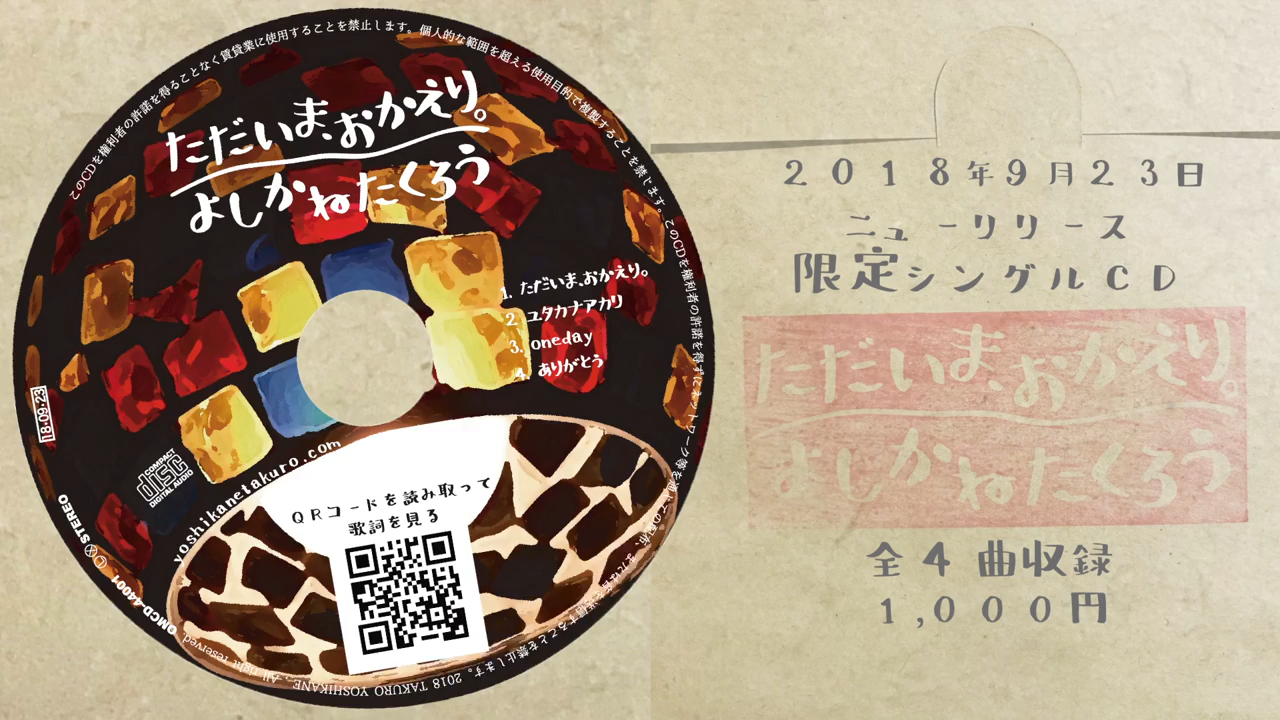 このCDを権利者の許諾を得ることなく賃貸業に使用することを禁止します。個人的な範囲を超える使用目的で複製することを禁じます。このCDを権利者の許諾を得ずにネットワーク等を通
ただいま、おかえり。
よしかねたくろう
1. ただいま、おかえり。
2. ユタカナアカリ
3. oneday
4. ありがとう
18·09·23
COMPACT
disc
DIGITAL AUDIO
STEREO
OMCD-44001
yoshikanetakuro.com
QRコードを読み取って
歌詞を見る
することを禁止します。2018 TAKURO YOSHIKANE All right reserved.
2018年9月23日
ニューリリース
限定シングルCD
ただいま、おかえり。
よしかねたくろう
全4曲収録
1,000円